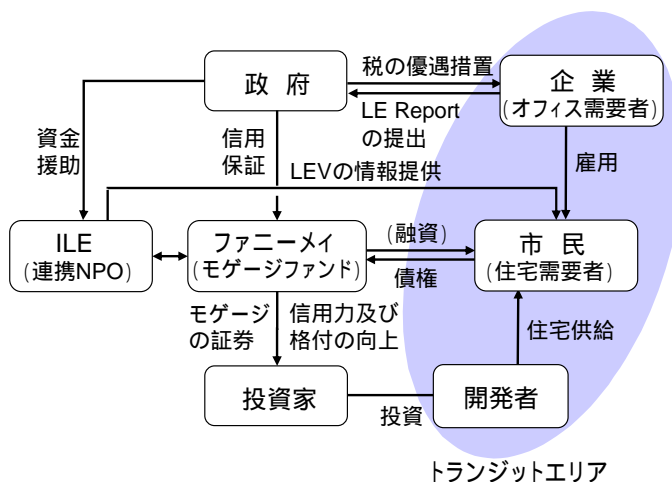 税の優遇措置
政 府
企 業
(オフィス需要者)
LE Report
の提出
資金
援助
信用
保証
雇用
LEVの情報提供
ILE
(連携NPO)
ファニーメィ
(モゲージファンド)
(融資)
債権
市 民
(住宅需要者)
モゲージ
の証券
信用力及び
格付の向上
住宅供給
投資家
投資
開発者
トランジットエリア